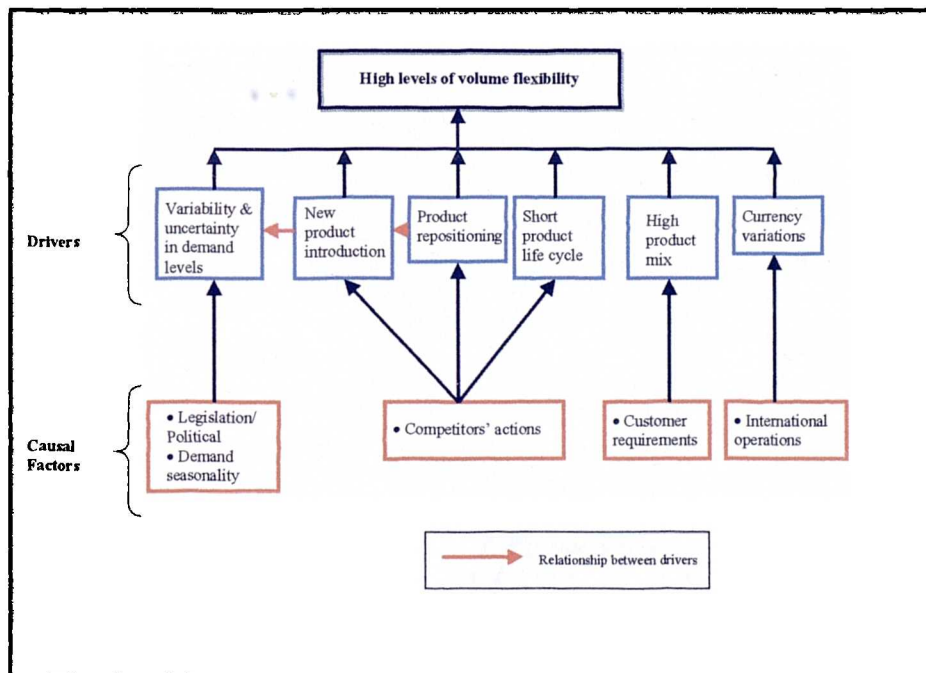 High levels of volume flexibility
Drivers
Variability &
uncertainty
in demand
levels
New
product
introduction
Product
repositioning
Short
product
life cycle
High
product
mix
Currency
variations
Causal
Factors
• Legislation/
Political
• Demand
seasonality
• Competitors' actions
• Customer
requirements
• International
operations
Relationship between drivers